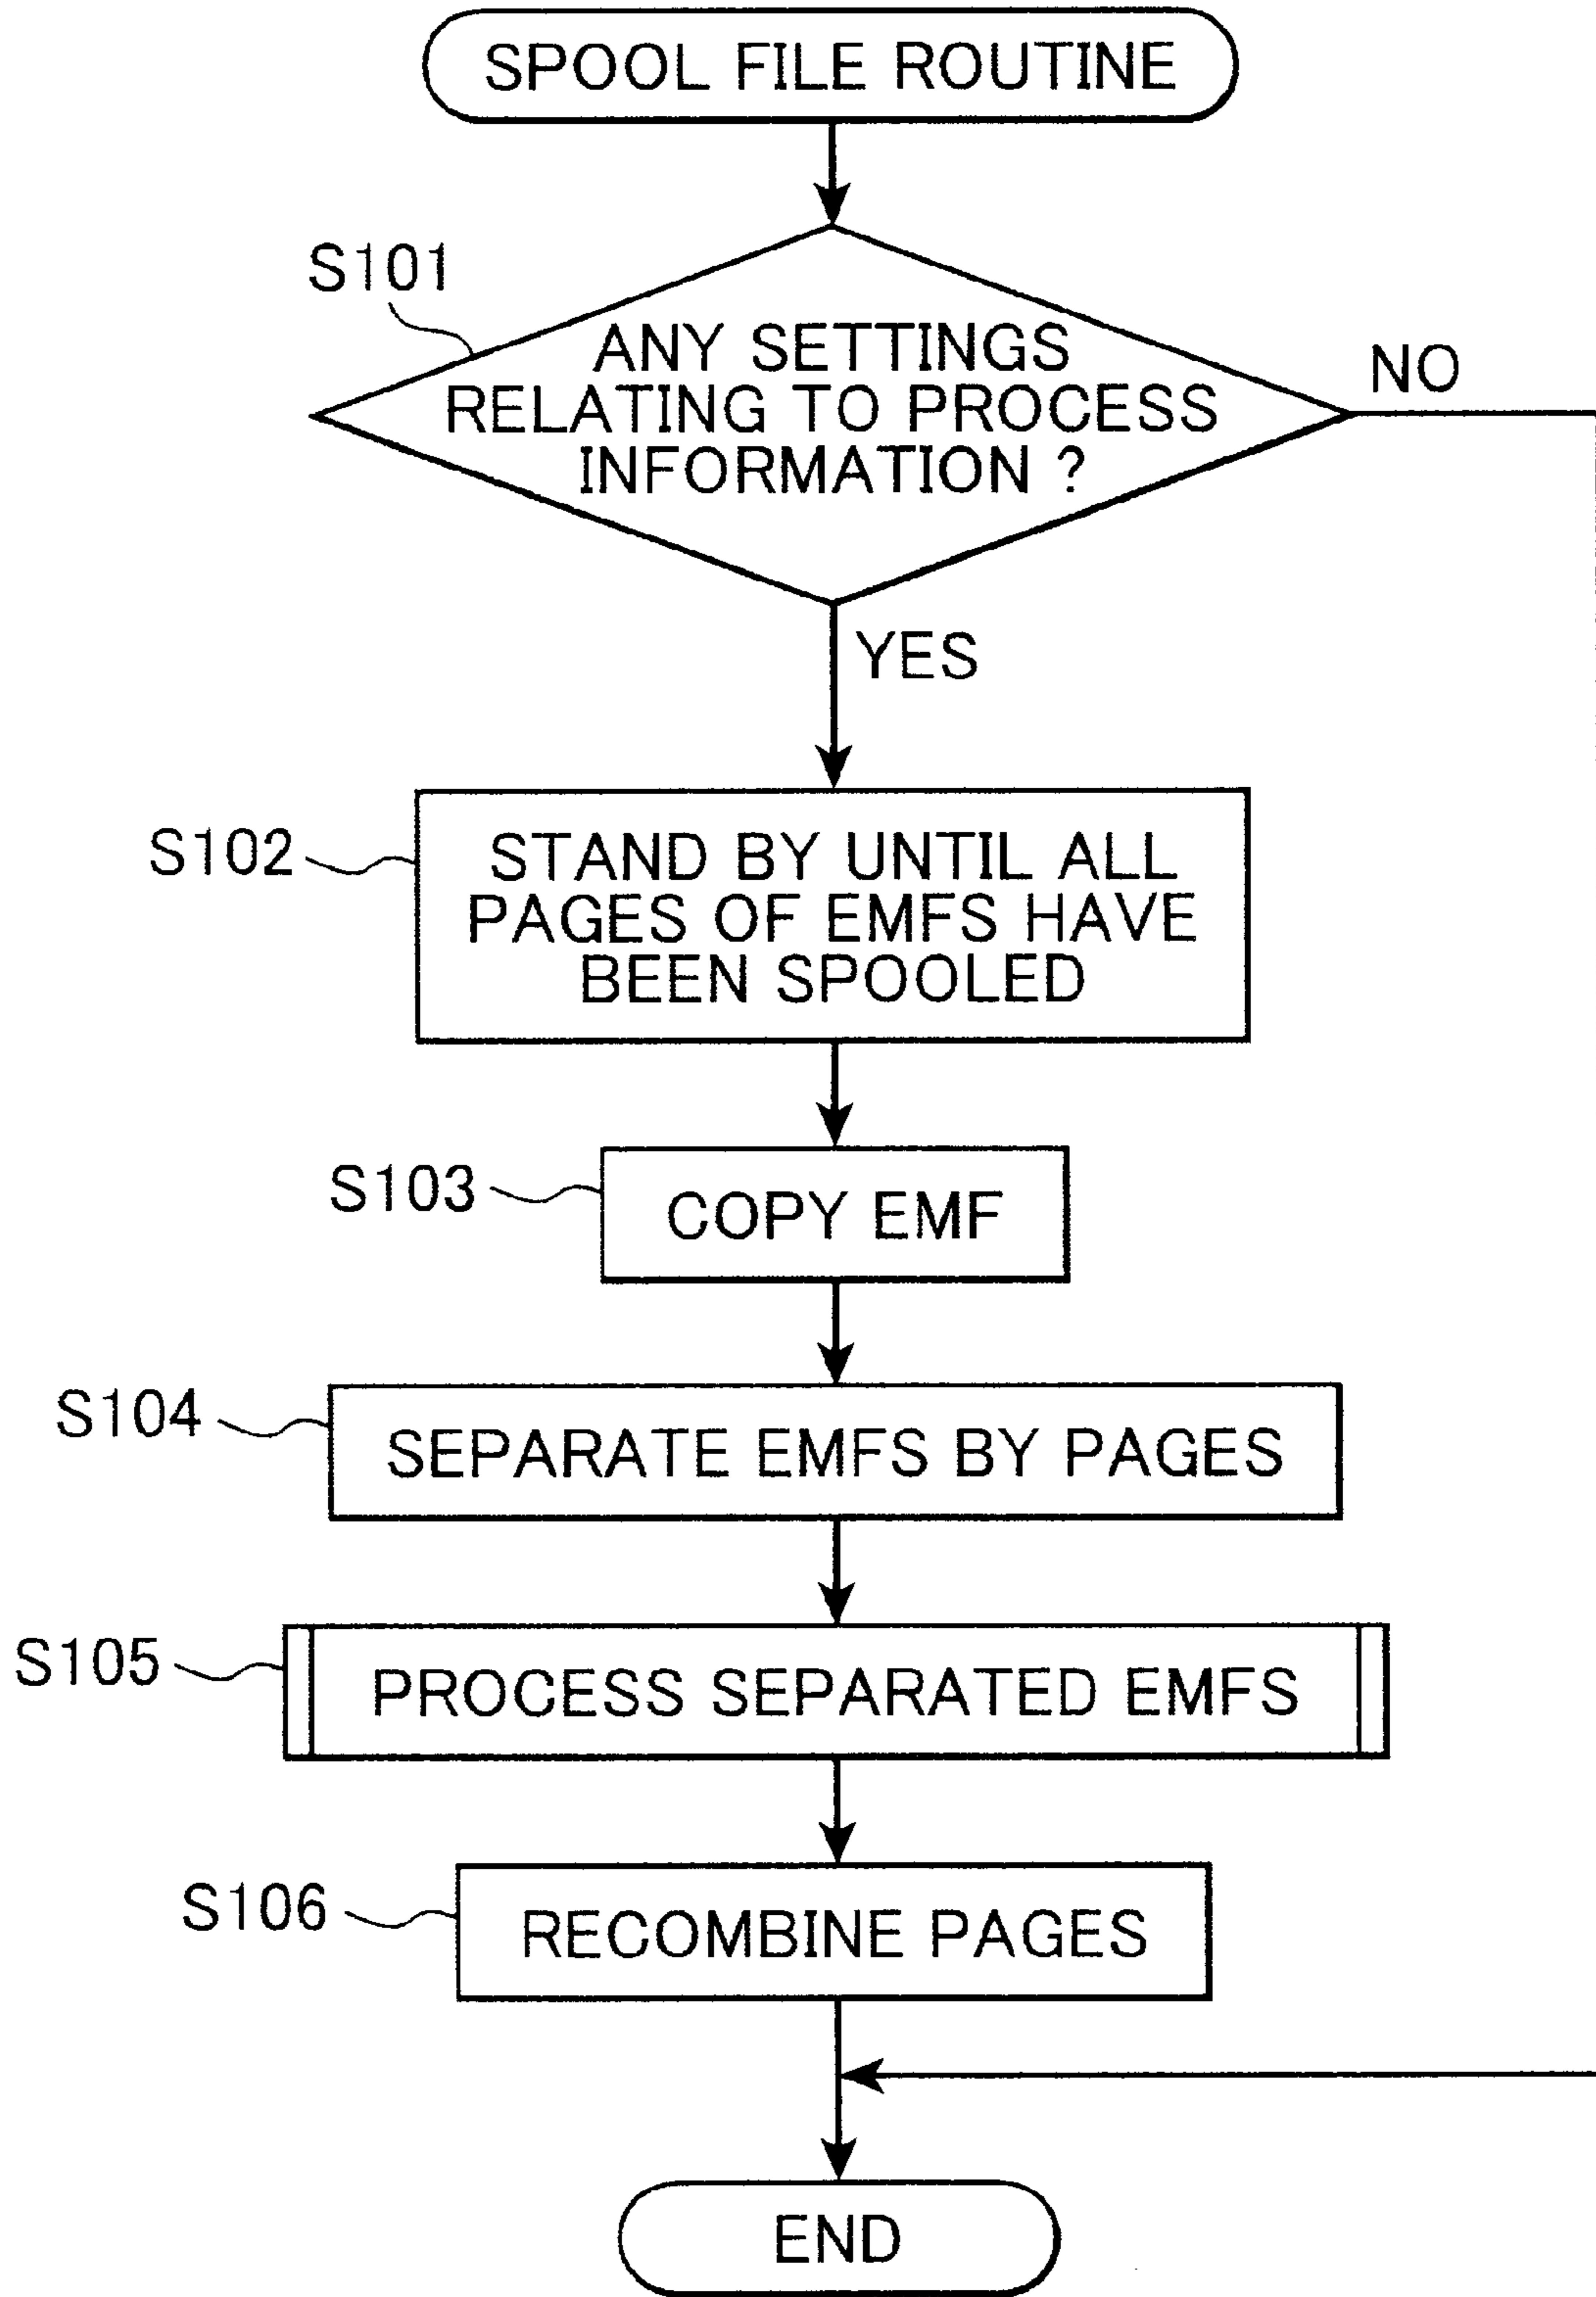 SPOOL FILE ROUTINE
S101
ANY SETTINGS
RELATING TO PROCESS
INFORMATION ?
NO
YES
S102
STAND BY UNTIL ALL
PAGES OF EMFS HAVE
BEEN SPOOLED
S103
COPY EMF
S104
SEPARATE EMFS BY PAGES
S105
PROCESS SEPARATED EMFS
S106
RECOMBINE PAGES
END